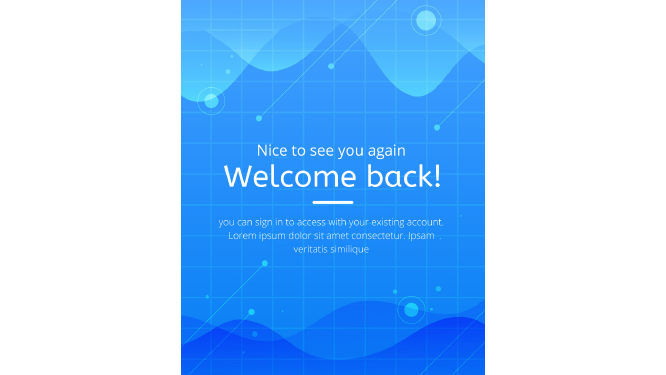 Nice to see you again
Welcome back!
you can sign in to access with your existing account.
Lorem ipsum dolor sit amet consectetur. Ipsam
veritatis similique